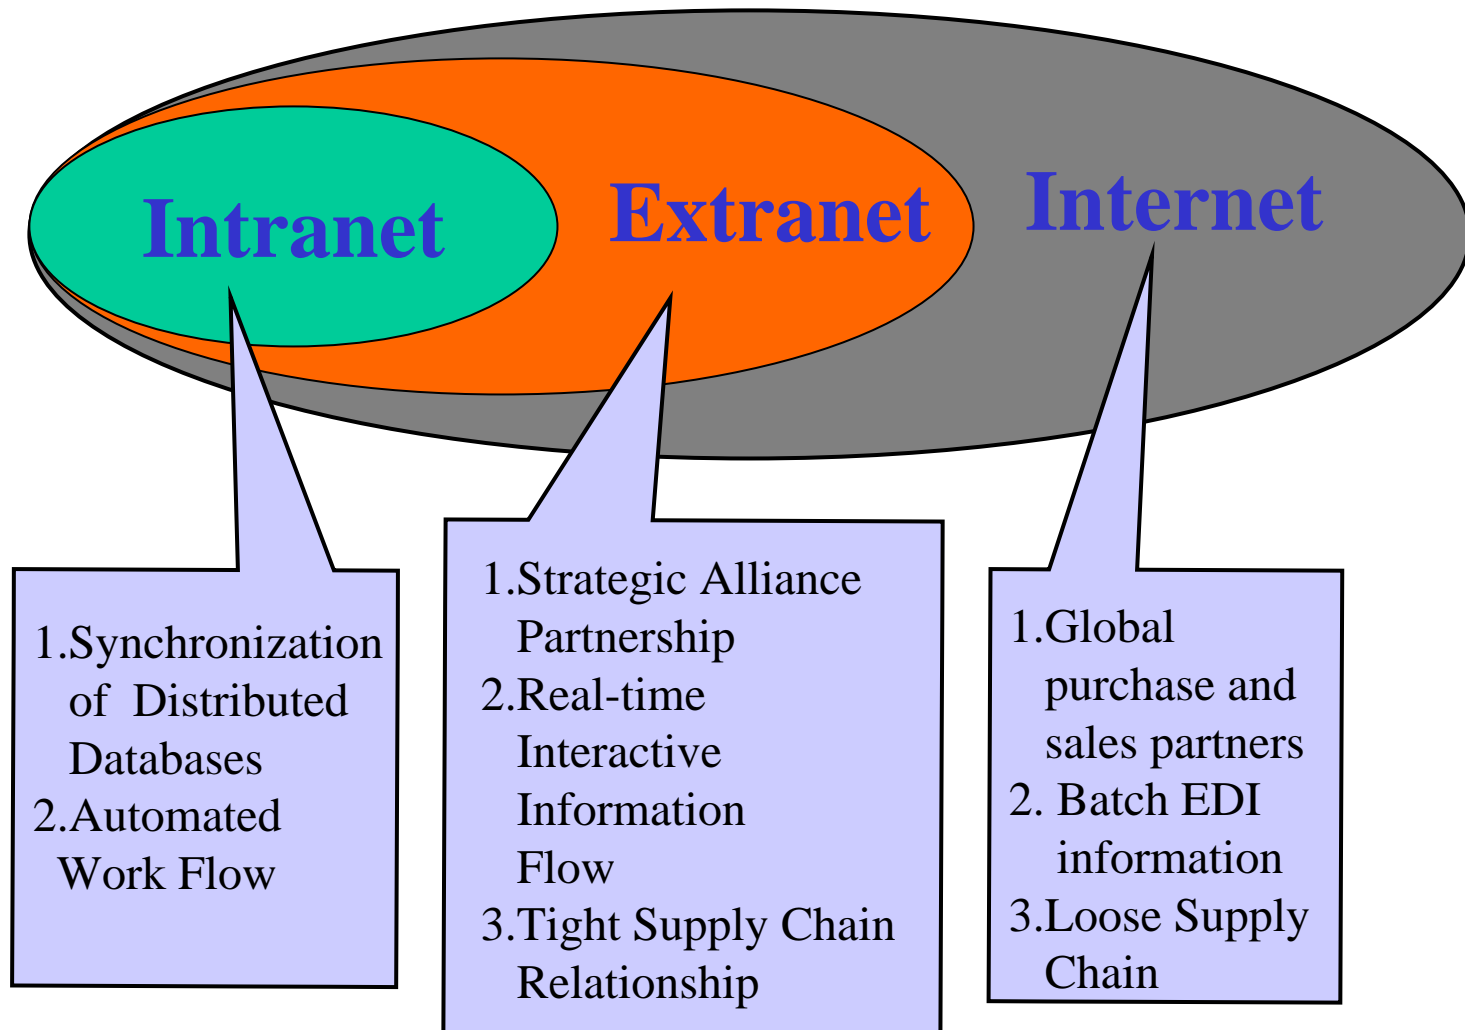 Intranet
Extranet
Internet
1.Synchronization
of Distributed
Databases
2.Automated
Work Flow
1.Strategic Alliance
Partnership
2.Real-time
Interactive
Information
Flow
3.Tight Supply Chain
Relationship
1.Global
purchase and
sales partners
2. Batch EDI
information
3.Loose Supply
Chain